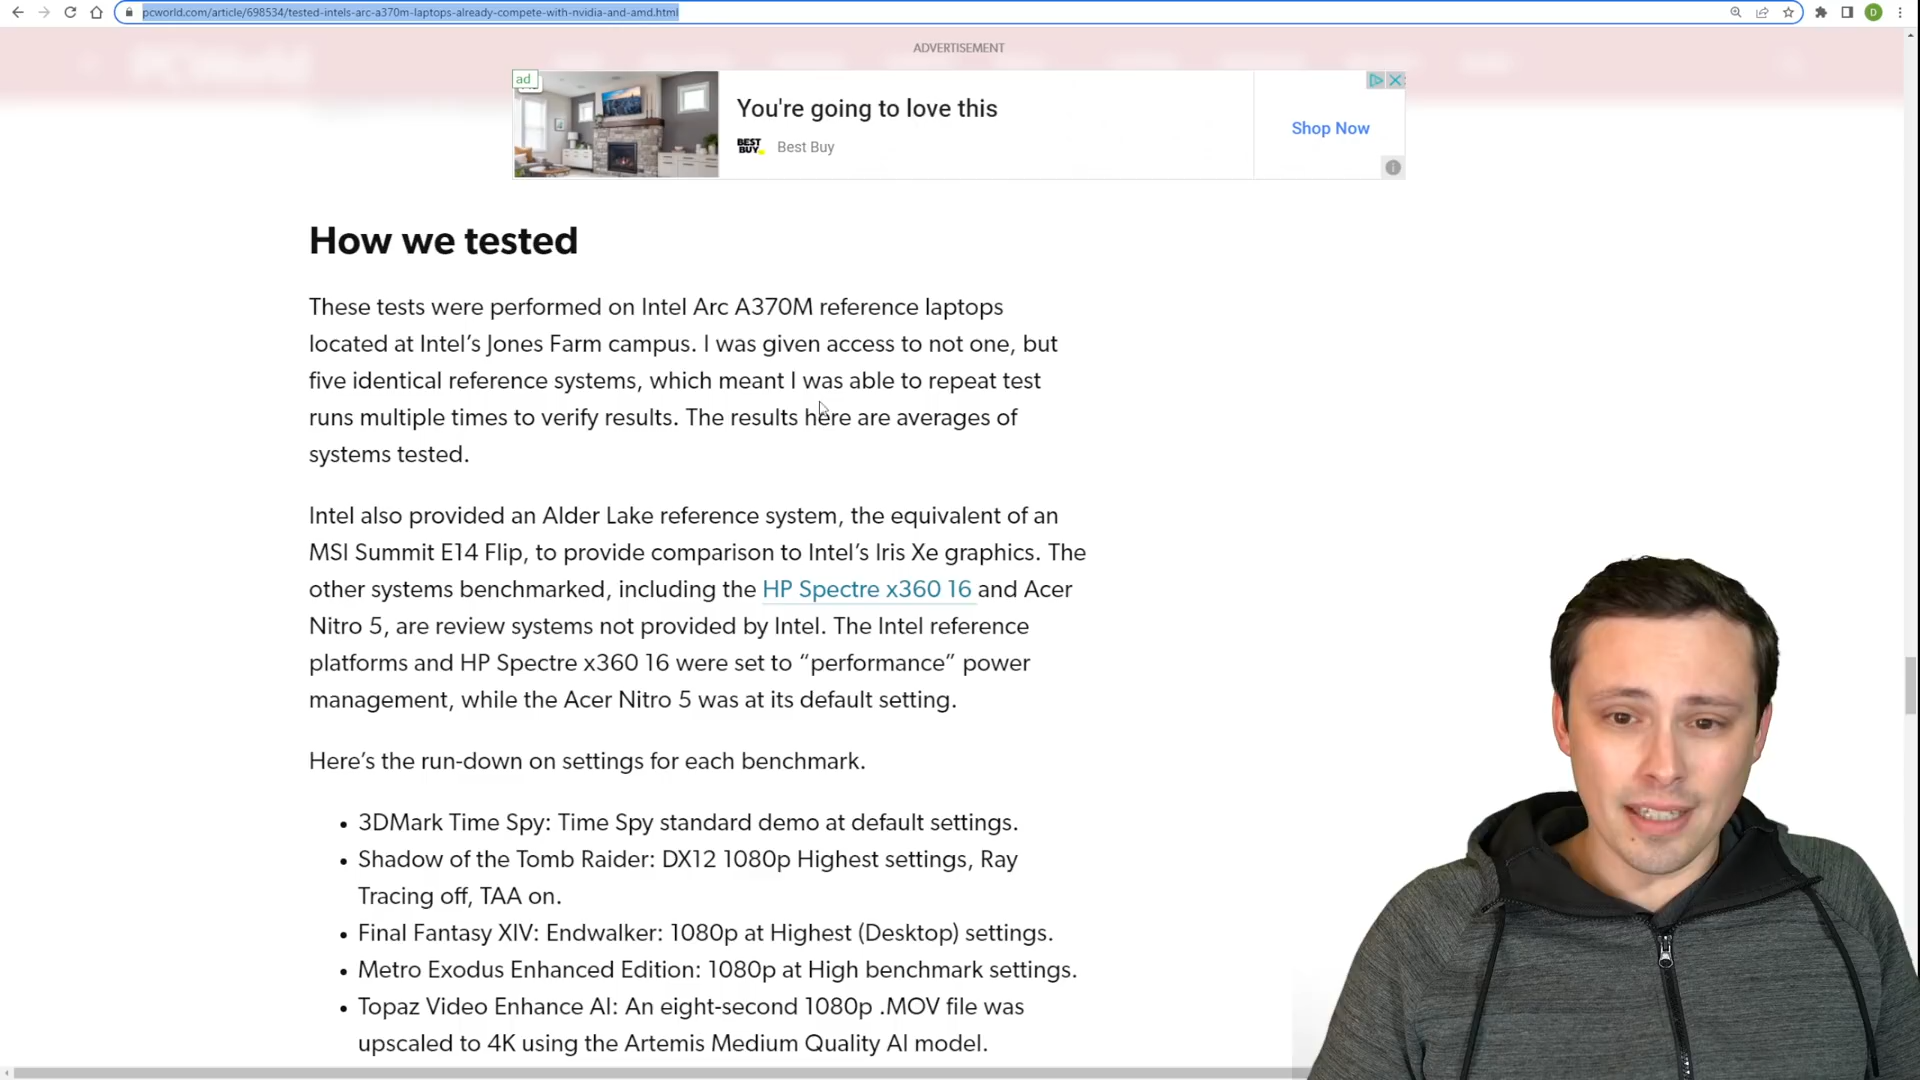 pcworld.com/article/698534/tested-intels-arc-a370m-laptops-already-compete-with-nvidia-and-amd.html
D
PCWorld
ADVERTISEMENT
ad
You're going to love this
BEST BUY
Best Buy
Shop Now
How we tested
These tests were performed on Intel Arc A370M reference laptops
located at Intel’s Jones Farm campus. I was given access to not one, but
five identical reference systems, which meant I was able to repeat test
runs multiple times to verify results. The results here are averages of
systems tested.
Intel also provided an Alder Lake reference system, the equivalent of an
MSI Summit E14 Flip, to provide comparison to Intel’s Iris Xe graphics. The
other systems benchmarked, including the HP Spectre x360 16 and Acer
Nitro 5, are review systems not provided by Intel. The Intel reference
platforms and HP Spectre x360 16 were set to “performance” power
management, while the Acer Nitro 5 was at its default setting.
Here’s the run-down on settings for each benchmark.
• 3DMark Time Spy: Time Spy standard demo at default settings.
• Shadow of the Tomb Raider: DX12 1080p Highest settings, Ray
Tracing off, TAA on.
• Final Fantasy XIV: Endwalker: 1080p at Highest (Desktop) settings.
• Metro Exodus Enhanced Edition: 1080p at High benchmark settings.
• Topaz Video Enhance AI: An eight-second 1080p .MOV file was
upscaled to 4K using the Artemis Medium Quality AI model.